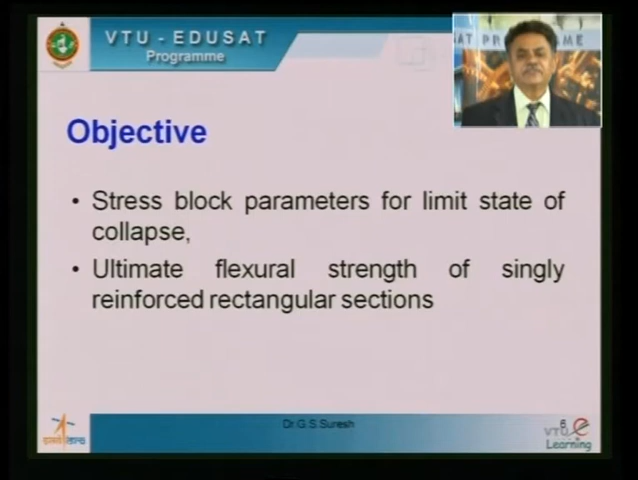 VTU - EDUSAT
Programme
Objective
• Stress block parameters for limit state of
collapse,
• Ultimate flexural strength of singly
reinforced rectangular sections
Dr G S Suresh
6
VTU e
Learning